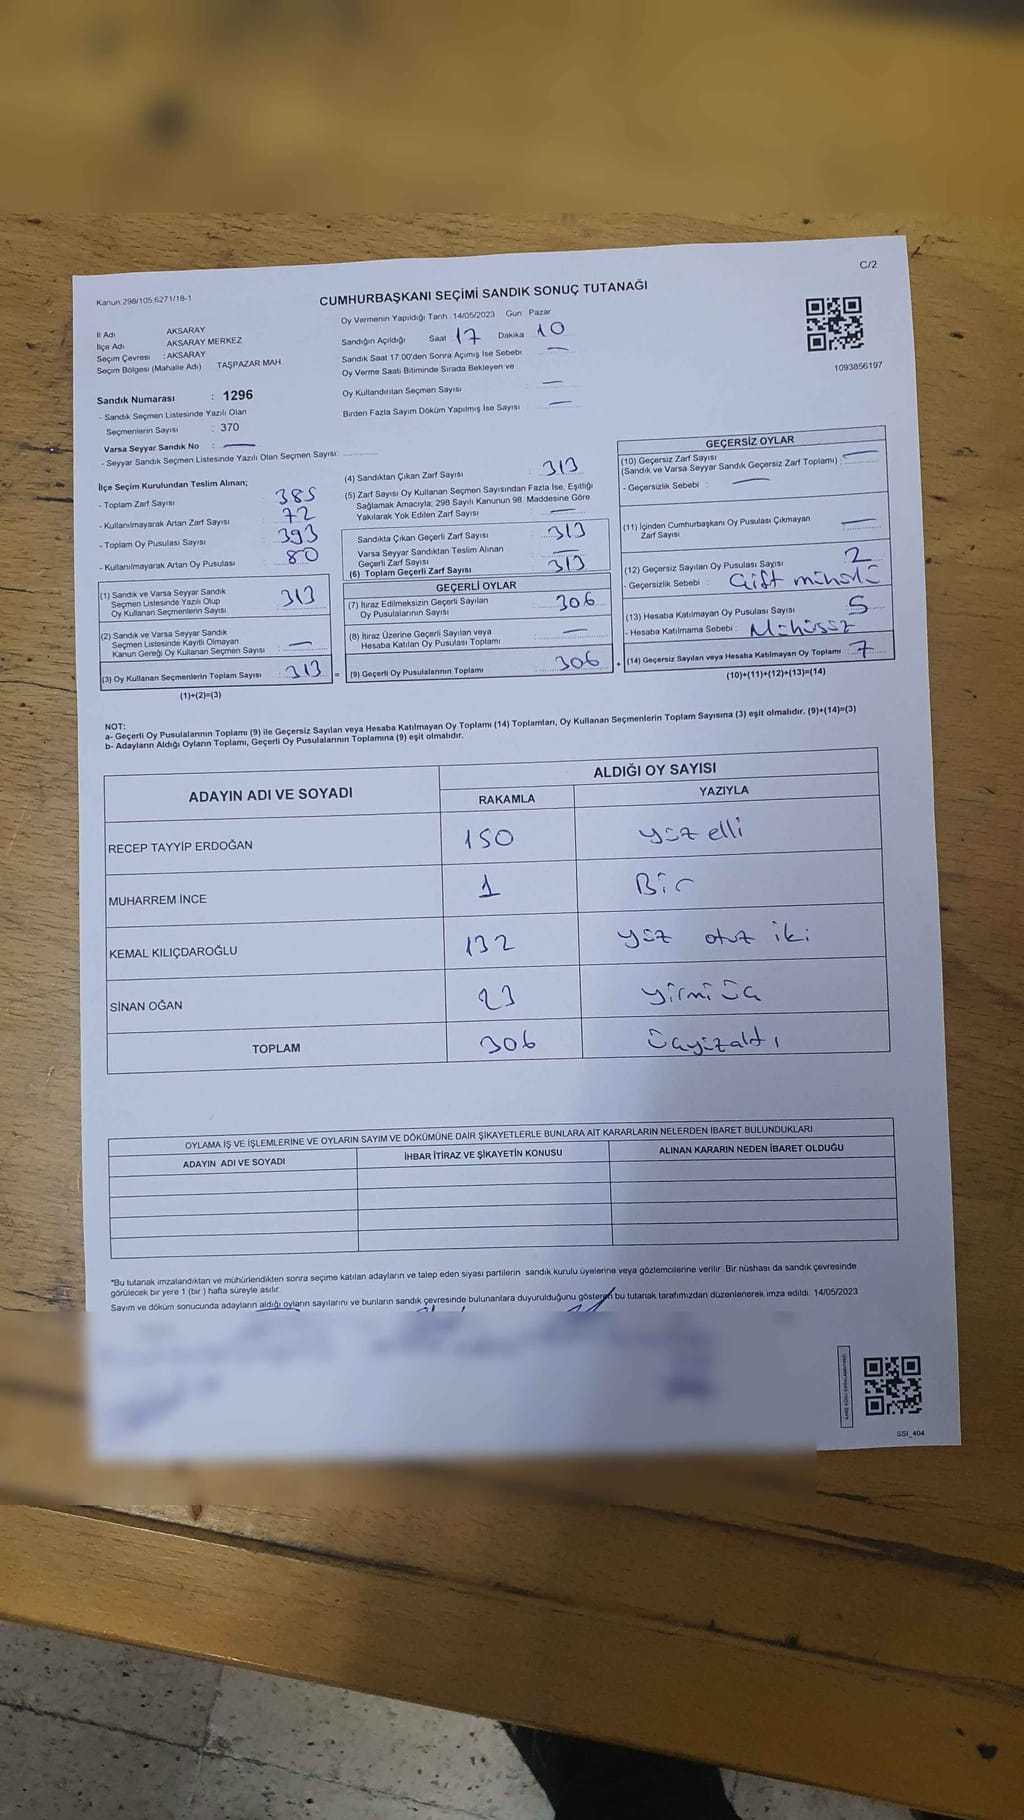 C/2
Kanun:298/105;6271/18-1
CUMHURBAŞKANI SEÇİMİ SANDIK SONUÇ TUTANAĞI
İl Adı AKSARAY
İlçe Adı AKSARAY MERKEZ
Seçim Çevresi : AKSARAY
Seçim Bölgesi (Mahalle Adı) TAŞPAZAR MAH
Sandık Numarası : 1296
- Sandık Seçmen Listesinde Yazılı Olan
Seçmenlerin Sayısı : 370
Varsa Seyyar Sandık No : —
- Seyyar Sandık Seçmen Listesinde Yazılı Olan Seçmen Sayısı:
Oy Vermenin Yapıldığı Tarih : 14/05/2023 Gün Pazar
Sandığın Açıldığı Saat 17 Dakika 10
Sandık Saat 17:00'den Sonra Açımış İse Sebebi : —
Oy Verme Saati Bitiminde Sırada Bekleyen ve
Oy Kullandırılan Seçmen Sayısı —
Birden Fazla Sayım Döküm Yapılmış İse Sayısı : —
1093856197
İlçe Seçim Kurulundan Teslim Alınan;
- Toplam Zarf Sayısı : 385
- Kullanılmayarak Artan Zarf Sayısı : 72
- Toplam Oy Pusulası Sayısı : 393
- Kullanılmayarak Artan Oy Pusulası : 80
(1) Sandık ve Varsa Seyyar Sandık
Seçmen Listesinde Yazılı Olup
Oy Kullanan Seçmenlerin Sayısı : 313
(2) Sandık ve Varsa Seyyar Sandık
Seçmen Listesinde Kayıtlı Olmayan
Kanun Gereği Oy Kullanan Seçmen Sayısı : —
(3) Oy Kullanan Seçmenlerin Toplam Sayısı : 313
(1)+(2)=(3)
(4) Sandıktan Çıkan Zarf Sayısı : 313
(5) Zarf Sayısı Oy Kullanan Seçmen Sayısından Fazla İse, Eşitliği
Sağlamak Amacıyla; 298 Sayılı Kanunun 98. Maddesine Göre
Yakılarak Yok Edilen Zarf Sayısı : —
Sandıkta Çıkan Geçerli Zarf Sayısı : 313
Varsa Seyyar Sandıktan Teslim Alınan
Geçerli Zarf Sayısı : —
(6) Toplam Geçerli Zarf Sayısı : 313
GEÇERLİ OYLAR
(7) İtiraz Edilmeksizin Geçerli Sayılan
Oy Pusulalarının Sayısı : 306
(8) İtiraz Üzerine Geçerli Sayılan veya
Hesaba Katılan Oy Pusulası Toplamı : —
= (9) Geçerli Oy Pusulalarının Toplamı : 306
GEÇERSİZ OYLAR
(10) Geçersiz Zarf Sayısı
(Sandık ve Varsa Seyyar Sandık Geçersiz Zarf Toplamı) : —
- Geçersizlik Sebebi : —
(11) İçinden Cumhurbaşkanı Oy Pusulası Çıkmayan
Zarf Sayısı : —
(12) Geçersiz Sayılan Oy Pusulası Sayısı : 2
- Geçersizlik Sebebi : Çift mühür
(13) Hesaba Katılmayan Oy Pusulası Sayısı : 5
- Hesaba Katılmama Sebebi : Mühürsüz
+ (14) Geçersiz Sayılan veya Hesaba Katılmayan Oy Toplamı : 7
(10)+(11)+(12)+(13)=(14)
NOT:
a- Geçerli Oy Pusulalarının Toplamı (9) ile Geçersiz Sayılan veya Hesaba Katılmayan Oy Toplamı (14) Toplamları, Oy Kullanan Seçmenlerin Toplam Sayısına (3) eşit olmalıdır. (9)+(14)=(3)
b- Adayların Aldığı Oyların Toplamı, Geçerli Oy Pusulalarının Toplamına (9) eşit olmalıdır.
ADAYIN ADI VE SOYADI
ALDIĞI OY SAYISI
RAKAMLA YAZIYLA
RECEP TAYYİP ERDOĞAN 150 yüz elli
MUHARREM İNCE 1 Bir
KEMAL KILIÇDAROĞLU 132 yüz otuz iki
SİNAN OĞAN 23 yirmi üç
TOPLAM 306 üçyüzaltı
OYLAMA İŞ VE İŞLEMLERİNE VE OYLARIN SAYIM VE DÖKÜMÜNE DAİR ŞİKAYETLERLE BUNLARA AİT KARARLARIN NELERDEN İBARET BULUNDUKLARI
ADAYIN ADI VE SOYADI İHBAR İTİRAZ VE ŞİKAYETİN KONUSU ALINAN KARARIN NEDEN İBARET OLDUĞU
*Bu tutanak imzalandıktan ve mühürlendikten sonra seçime katılan adayların ve talep eden siyasi partilerin sandık kurulu üyelerine veya gözlemcilerine verilir. Bir nüshası da sandık çevresinde
görülecek bir yere 1 (bir ) hafta süreyle asılır.
Sayım ve döküm sonucunda adayların aldığı oyların sayılarını ve bunların sandık çevresinde bulunanlara duyurulduğunu gösteren bu tutanak tarafımızdan düzenlenerek imza edildi. 14/05/2023
SSI_404